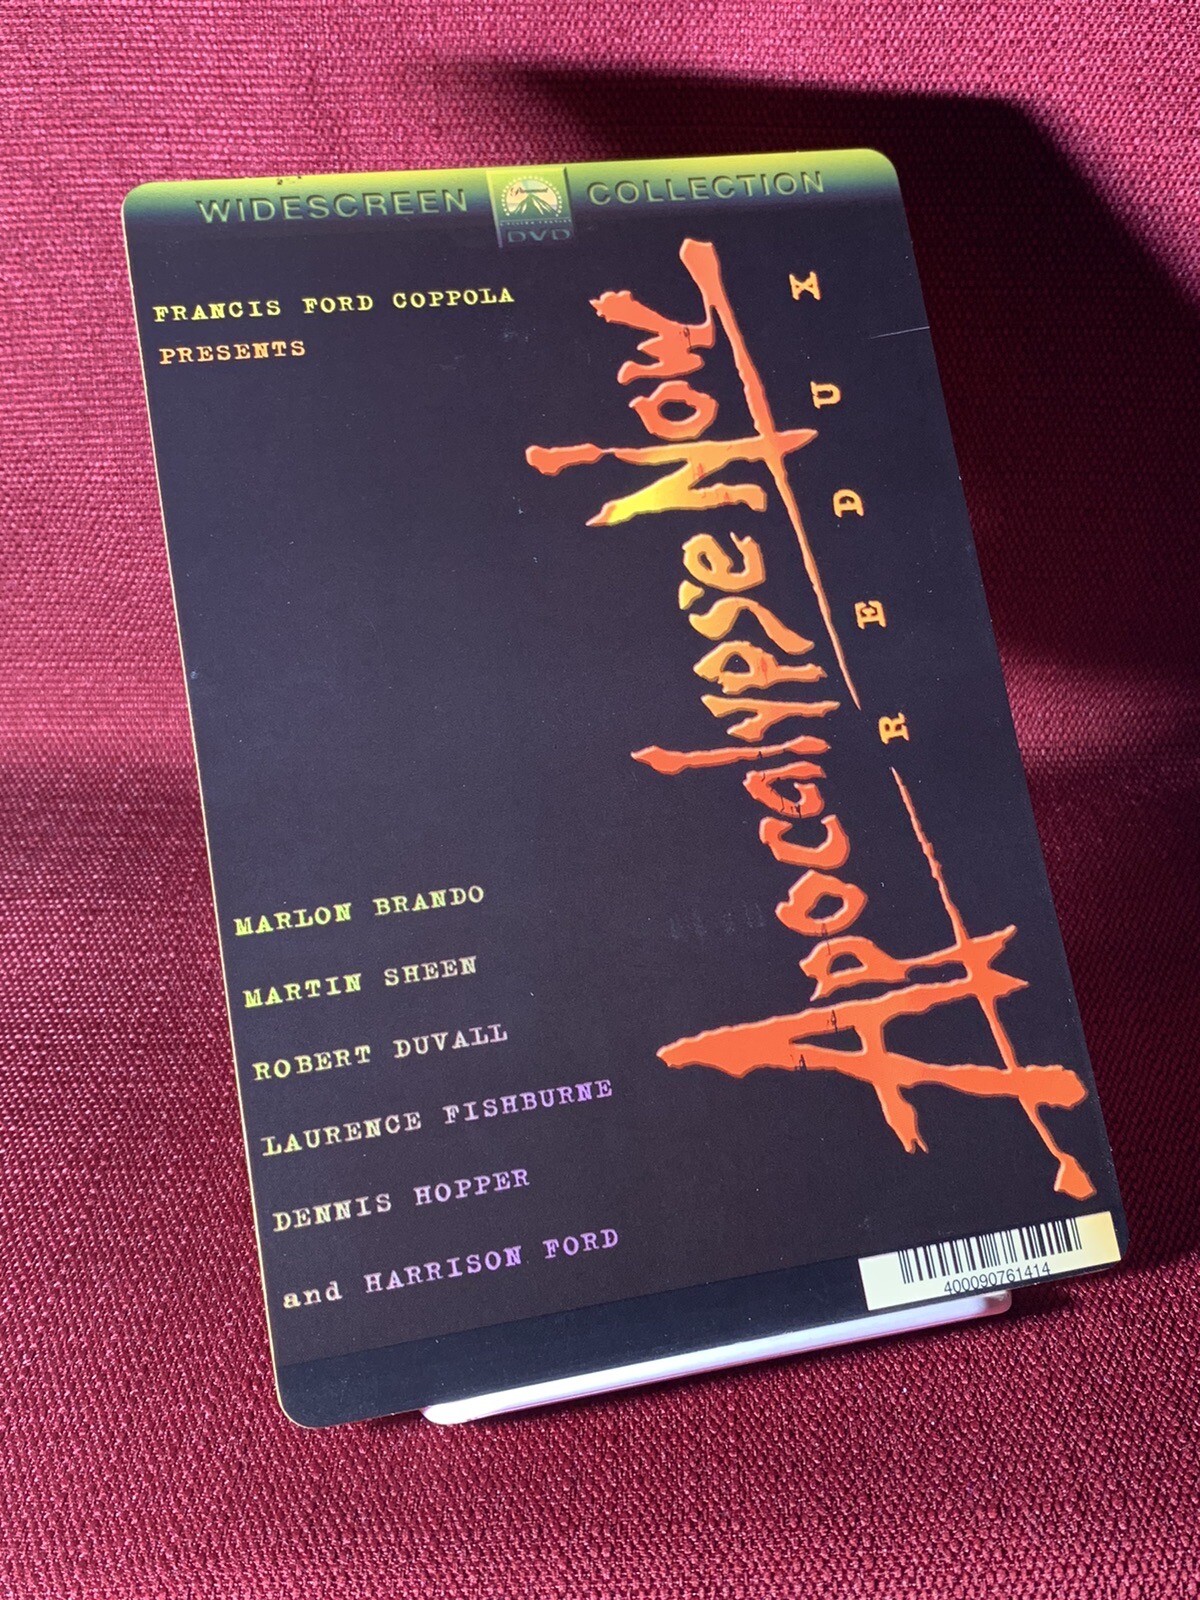 WIDESCREEN DVD COLLECTION
FRANCIS FORD COPPOLA
PRESENTS
Apocalypse Now
REDUX
MARLON BRANDO
MARTIN SHEEN
ROBERT DUVALL
LAURENCE FISHBURNE
DENNIS HOPPER
and HARRISON FORD
400090761414